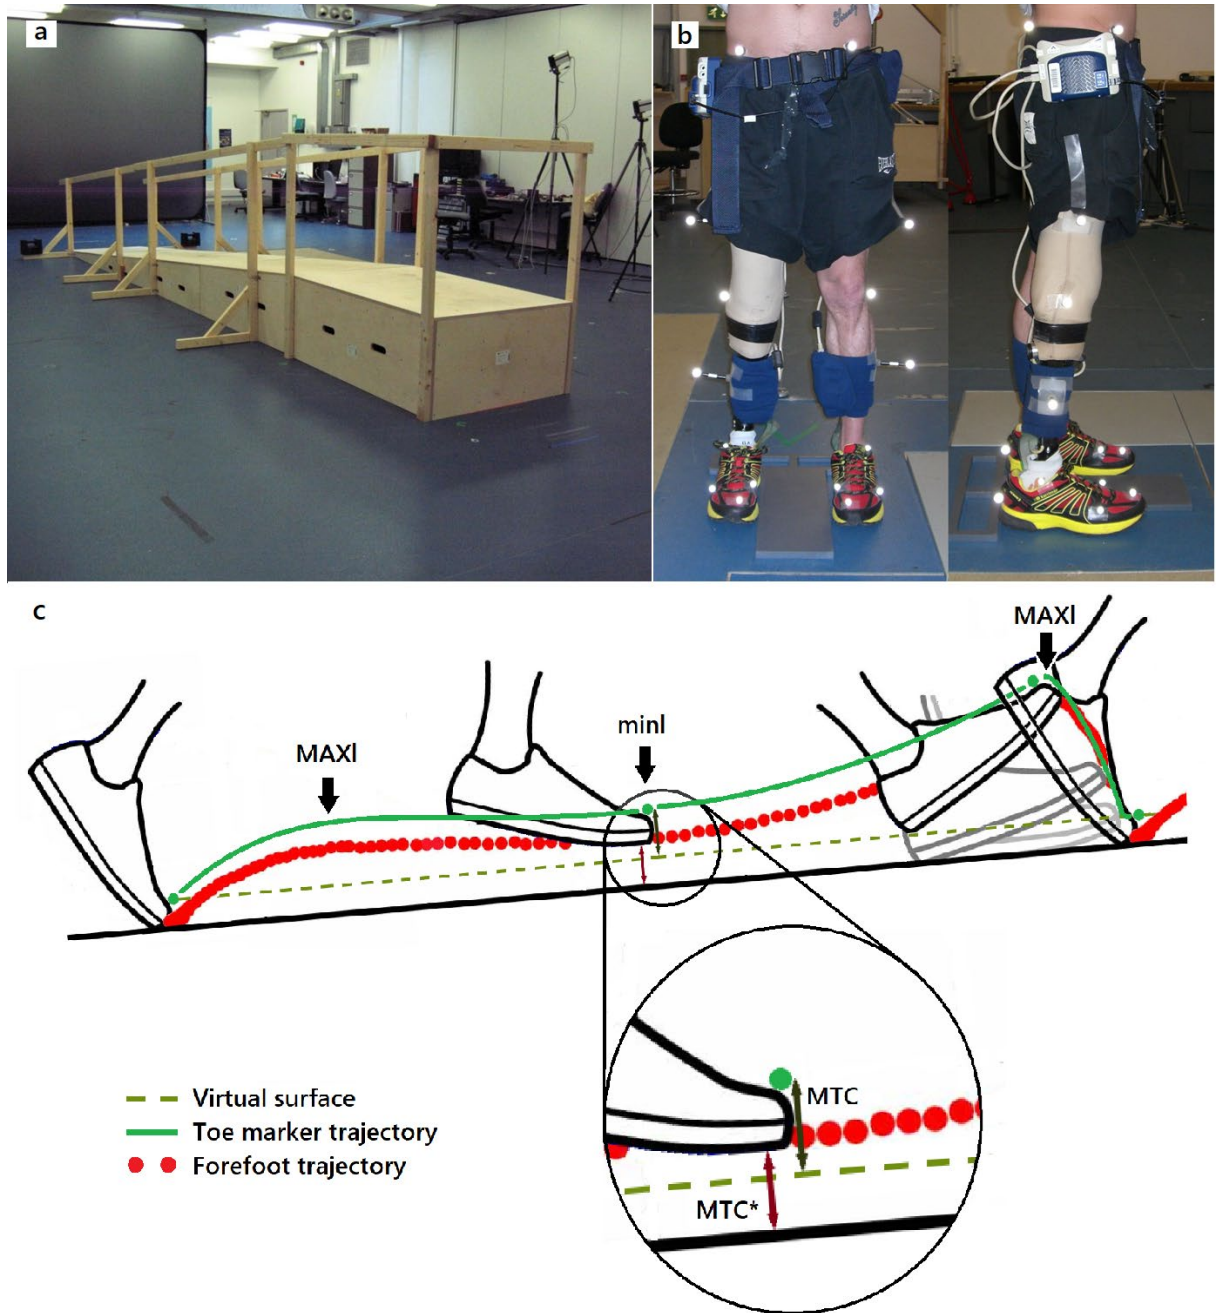 a
b
c
MAXl
minl
MAXl
MTC
MTC*
Virtual surface
Toe marker trajectory
Forefoot trajectory